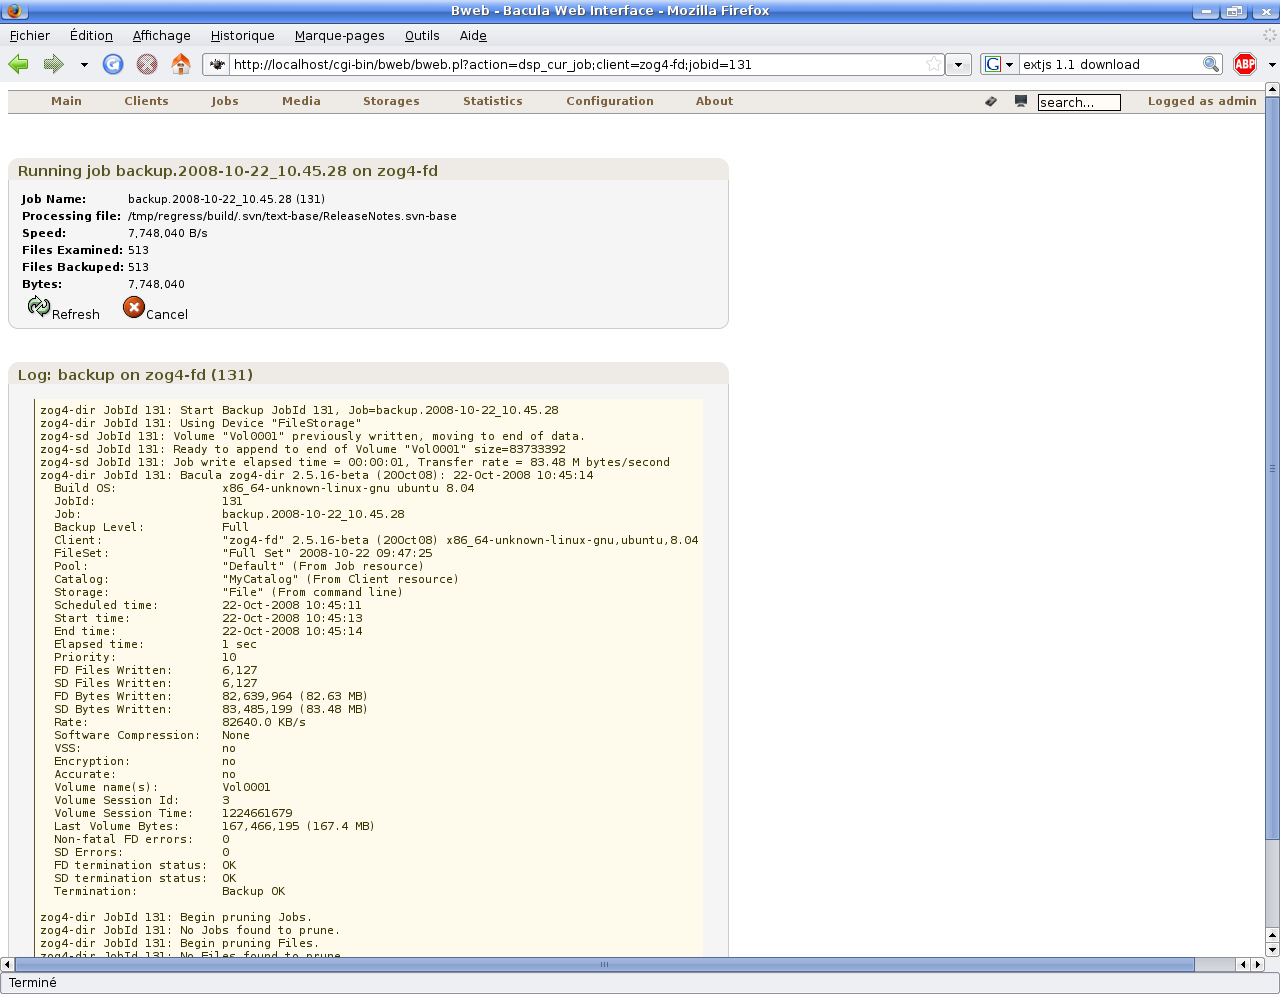 Bweb - Bacula Web Interface - Mozilla Firefox
Fichier Édition Affichage Historique Marque-pages Outils Aide
http://localhost/cgi-bin/bweb/bweb.pl?action=dsp_cur_job;client=zog4-fd;jobid=131 G extjs 1.1 download ABP
Main Clients Jobs Media Storages Statistics Configuration About search... Logged as admin
Running job backup.2008-10-22_10.45.28 on zog4-fd
Job Name: backup.2008-10-22_10.45.28 (131)
Processing file: /tmp/regress/build/.svn/text-base/ReleaseNotes.svn-base
Speed: 7,748,040 B/s
Files Examined: 513
Files Backuped: 513
Bytes: 7,748,040
Refresh Cancel
Log: backup on zog4-fd (131)
zog4-dir JobId 131: Start Backup JobId 131, Job=backup.2008-10-22_10.45.28
zog4-dir JobId 131: Using Device "FileStorage"
zog4-sd JobId 131: Volume "Vol0001" previously written, moving to end of data.
zog4-sd JobId 131: Ready to append to end of Volume "Vol0001" size=83733392
zog4-sd JobId 131: Job write elapsed time = 00:00:01, Transfer rate = 83.48 M bytes/second
zog4-dir JobId 131: Bacula zog4-dir 2.5.16-beta (20Oct08): 22-Oct-2008 10:45:14
Build OS: x86_64-unknown-linux-gnu ubuntu 8.04
JobId: 131
Job: backup.2008-10-22_10.45.28
Backup Level: Full
Client: "zog4-fd" 2.5.16-beta (20Oct08) x86_64-unknown-linux-gnu,ubuntu,8.04
FileSet: "Full Set" 2008-10-22 09:47:25
Pool: "Default" (From Job resource)
Catalog: "MyCatalog" (From Client resource)
Storage: "File" (From command line)
Scheduled time: 22-Oct-2008 10:45:11
Start time: 22-Oct-2008 10:45:13
End time: 22-Oct-2008 10:45:14
Elapsed time: 1 sec
Priority: 10
FD Files Written: 6,127
SD Files Written: 6,127
FD Bytes Written: 82,639,964 (82.63 MB)
SD Bytes Written: 83,485,199 (83.48 MB)
Rate: 82640.0 KB/s
Software Compression: None
VSS: no
Encryption: no
Accurate: no
Volume name(s): Vol0001
Volume Session Id: 3
Volume Session Time: 1224661679
Last Volume Bytes: 167,466,195 (167.4 MB)
Non-fatal FD errors: 0
SD Errors: 0
FD termination status: OK
SD termination status: OK
Termination: Backup OK
zog4-dir JobId 131: Begin pruning Jobs.
zog4-dir JobId 131: No Jobs found to prune.
zog4-dir JobId 131: Begin pruning Files.
zog4-dir JobId 131: No Files found to prune.
Terminé